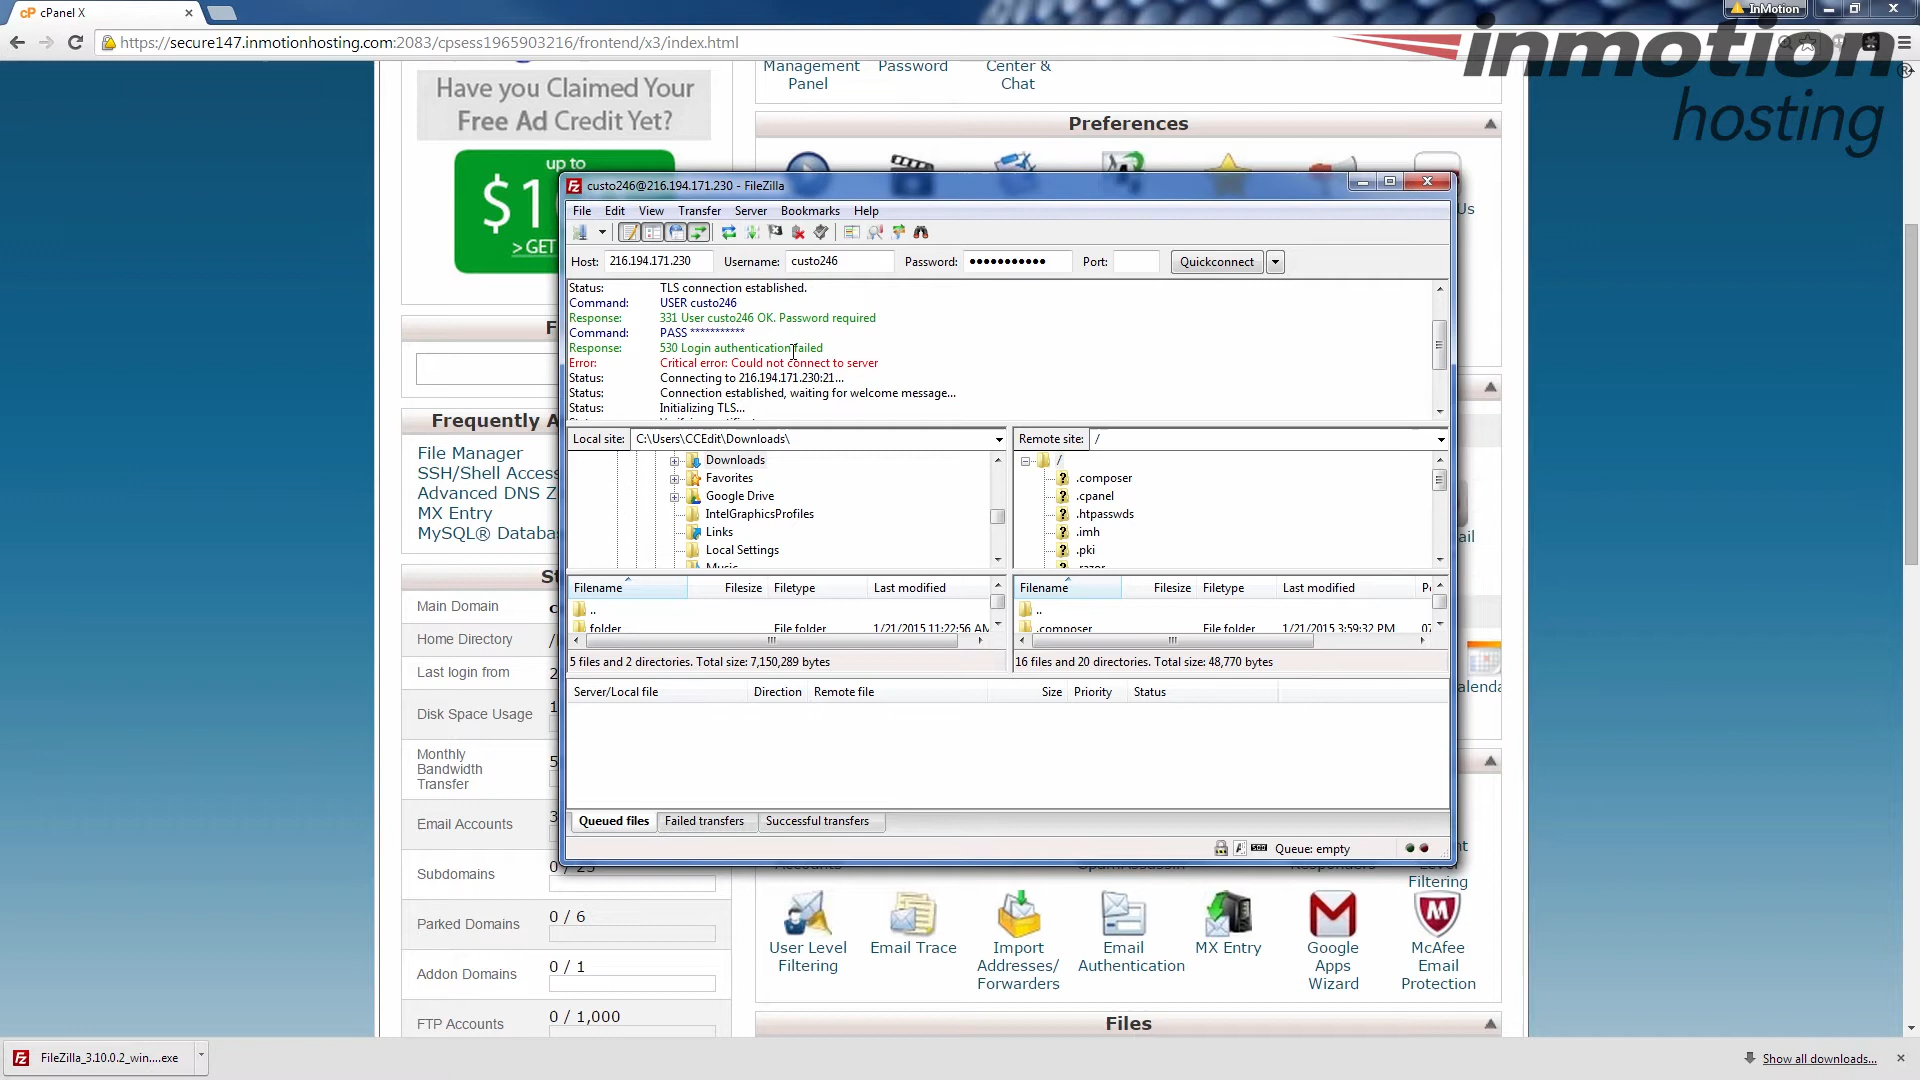 cPanel X
InMotion
https://secure147.inmotionhosting.com:2083/cpsess1965903216/frontend/x3/index.html
inmotion
hosting
Have you Claimed Your
Free Ad Credit Yet?
up to
> GET
Management Panel
Password
Center & Chat
Preferences
Frequently A
File Manager
SSH/Shell Access
Advanced DNS Z
MX Entry
MySQL® Databa
Main Domain
Home Directory
Last login from
Disk Space Usage
Monthly Bandwidth Transfer
Email Accounts
Subdomains
Parked Domains 0 / 6
Addon Domains 0 / 1
FTP Accounts 0 / 1,000
custo246@216.194.171.230 - FileZilla
File Edit View Transfer Server Bookmarks Help
Host: 216.194.171.230 Username: custo246 Password: ●●●●●●●●●●● Port: Quickconnect
Status: TLS connection established.
Command: USER custo246
Response: 331 User custo246 OK. Password required
Command: PASS ***********
Response: 530 Login authentication failed
Error: Critical error: Could not connect to server
Status: Connecting to 216.194.171.230:21...
Status: Connection established, waiting for welcome message...
Status: Initializing TLS...
Local site: C:\Users\CCEdit\Downloads\
Downloads
Favorites
Google Drive
IntelGraphicsProfiles
Links
Local Settings
Music
Remote site: /
/
.composer
.cpanel
.htpasswds
.imh
.pki
.razor
Filename Filesize Filetype Last modified
..
folder File folder 1/21/2015 11:22:56 AM
5 files and 2 directories. Total size: 7,150,289 bytes
Filename Filesize Filetype Last modified
..
.composer File folder 1/21/2015 3:59:32 PM
16 files and 20 directories. Total size: 48,770 bytes
Server/Local file Direction Remote file Size Priority Status
Queued files Failed transfers Successful transfers
Queue: empty
Filtering
User Level Filtering
Email Trace
Import Addresses/ Forwarders
Email Authentication
MX Entry
Google Apps Wizard
McAfee Email Protection
Files
FileZilla_3.10.0.2_win....exe
Show all downloads...